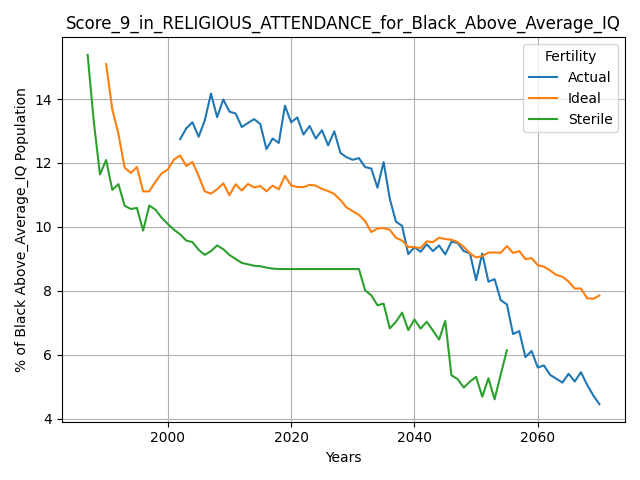 Score_9_in_RELIGIOUS_ATTENDANCE_for_Black_Above_Average_IQ
Fertility
Actual
Ideal
Sterile
% of Black Above_Average_IQ Population
14
12
10
8
6
4
2000
2020
2040
2060
Years